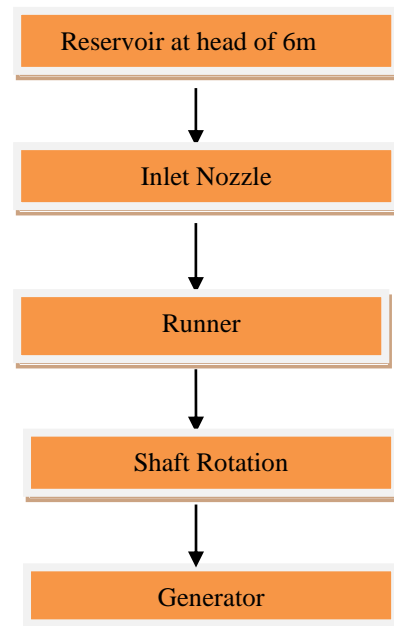 Reservoir at head of 6m
Inlet Nozzle
Runner
Shaft Rotation
Generator